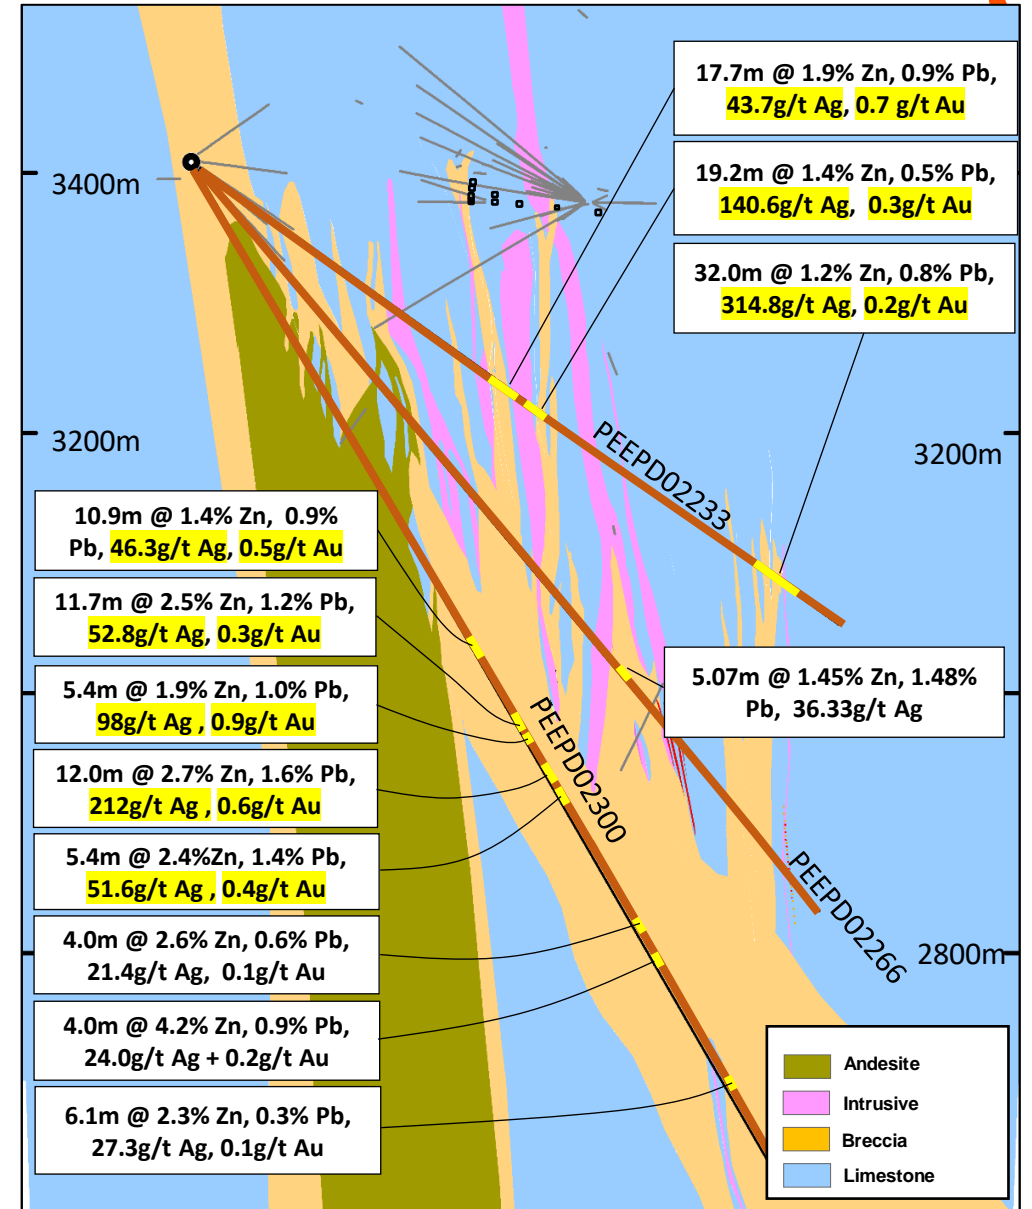 17.7m @ 1.9% Zn, 0.9% Pb,
43.7g/t Ag, 0.7 g/t Au
3400m
19.2m @ 1.4% Zn, 0.5% Pb,
140.6g/t Ag, 0.3g/t Au
32.0m @ 1.2% Zn, 0.8% Pb,
314.8g/t Ag, 0.2g/t Au
3200m
3200m
PEEPD02233
10.9m @ 1.4% Zn, 0.9%
Pb, 46.3g/t Ag, 0.5g/t Au
11.7m @ 2.5% Zn, 1.2% Pb,
52.8g/t Ag, 0.3g/t Au
5.4m @ 1.9% Zn, 1.0% Pb,
98g/t Ag , 0.9g/t Au
12.0m @ 2.7% Zn, 1.6% Pb,
212g/t Ag , 0.6g/t Au
5.4m @ 2.4%Zn, 1.4% Pb,
51.6g/t Ag , 0.4g/t Au
4.0m @ 2.6% Zn, 0.6% Pb,
21.4g/t Ag, 0.1g/t Au
4.0m @ 4.2% Zn, 0.9% Pb,
24.0g/t Ag + 0.2g/t Au
6.1m @ 2.3% Zn, 0.3% Pb,
27.3g/t Ag, 0.1g/t Au
5.07m @ 1.45% Zn, 1.48%
Pb, 36.33g/t Ag
PEEPD02300
PEEPD02266
2800m
Andesite
Intrusive
Breccia
Limestone